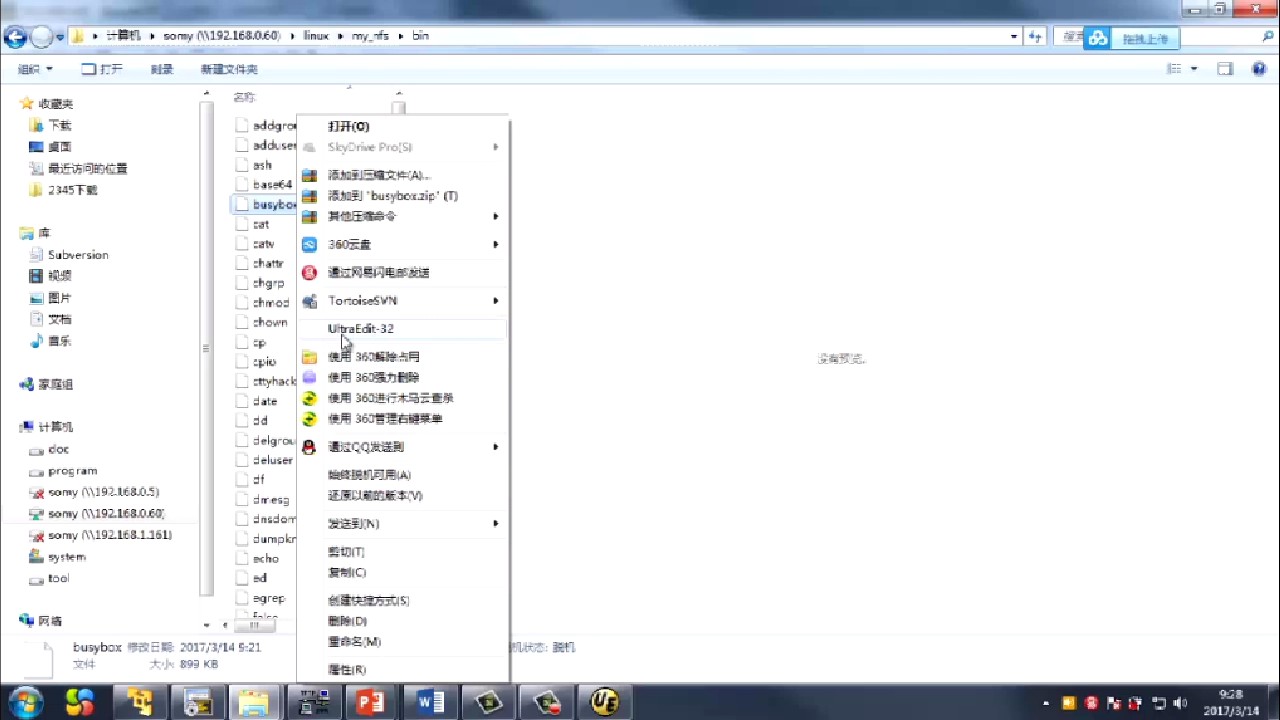 计算机 somy (\\192.168.0.60) linux my_nfs bin
拖拽上传
组织 打开 刻录 新建文件夹
收藏夹
下载
桌面
最近访问的位置
2345下载
库
Subversion
视频
图片
文档
音乐
家庭组
计算机
doc
program
somy (\\192.168.0.5)
somy (\\192.168.0.60)
somy (\\192.168.1.161)
system
tool
网络
名称
addgro
adduse
ash
base64
busybo
cat
catv
chattr
chgrp
chmod
chown
cp
cpio
cttyhack
date
dd
delgrou
deluser
df
dmesg
dnsdom
dumpkr
echo
ed
egrep
false
打开(O)
SkyDrive Pro(S)
添加到压缩文件(A)...
添加到 "busybox.zip" (T)
其他压缩命令
360云盘
通过网易闪电邮发送
TortoiseSVN
UltraEdit-32
使用 360解除占用
使用 360强力删除
使用 360进行木马云查杀
使用 360管理右键菜单
通过QQ发送到
始终脱机可用(A)
还原以前的版本(V)
发送到(N)
剪切(T)
复制(C)
创建快捷方式(S)
删除(D)
重命名(M)
属性(R)
没有预览。
busybox 修改日期: 2017/3/14 9:21
机状态: 脱机
文件 大小: 899 KB
9:28
2017/3/14